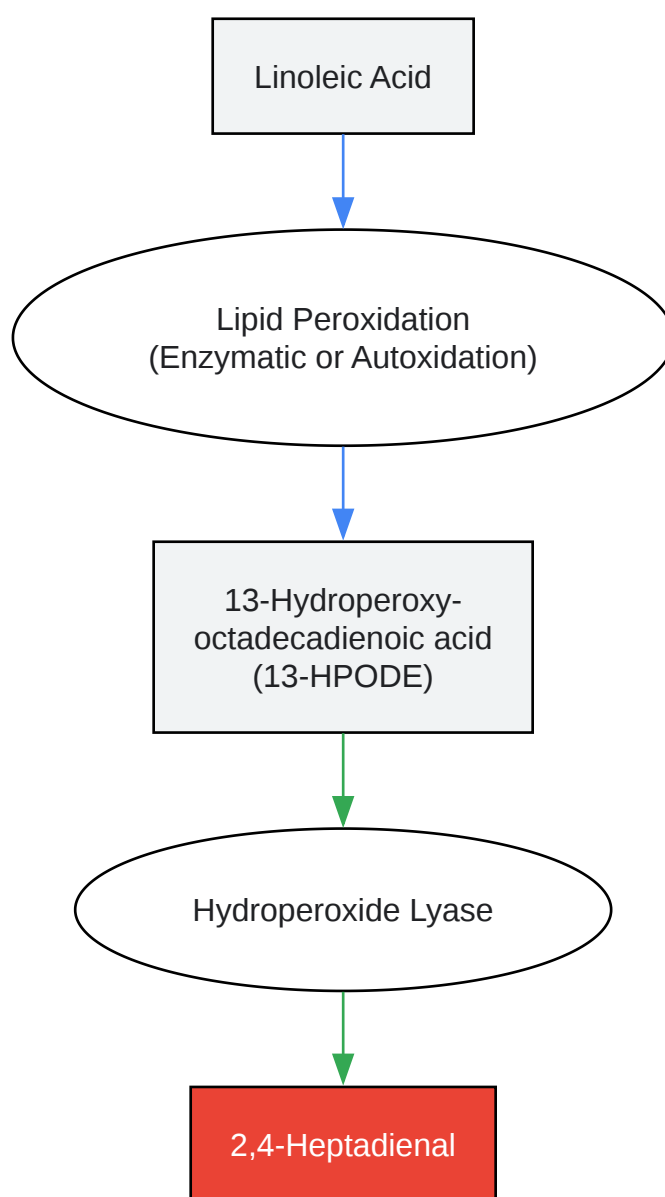 Linoleic Acid
Lipid Peroxidation
(Enzymatic or Autoxidation)
13-Hydroperoxy-
octadecadienoic acid
(13-HPODE)
Hydroperoxide Lyase
2,4-Heptadienal